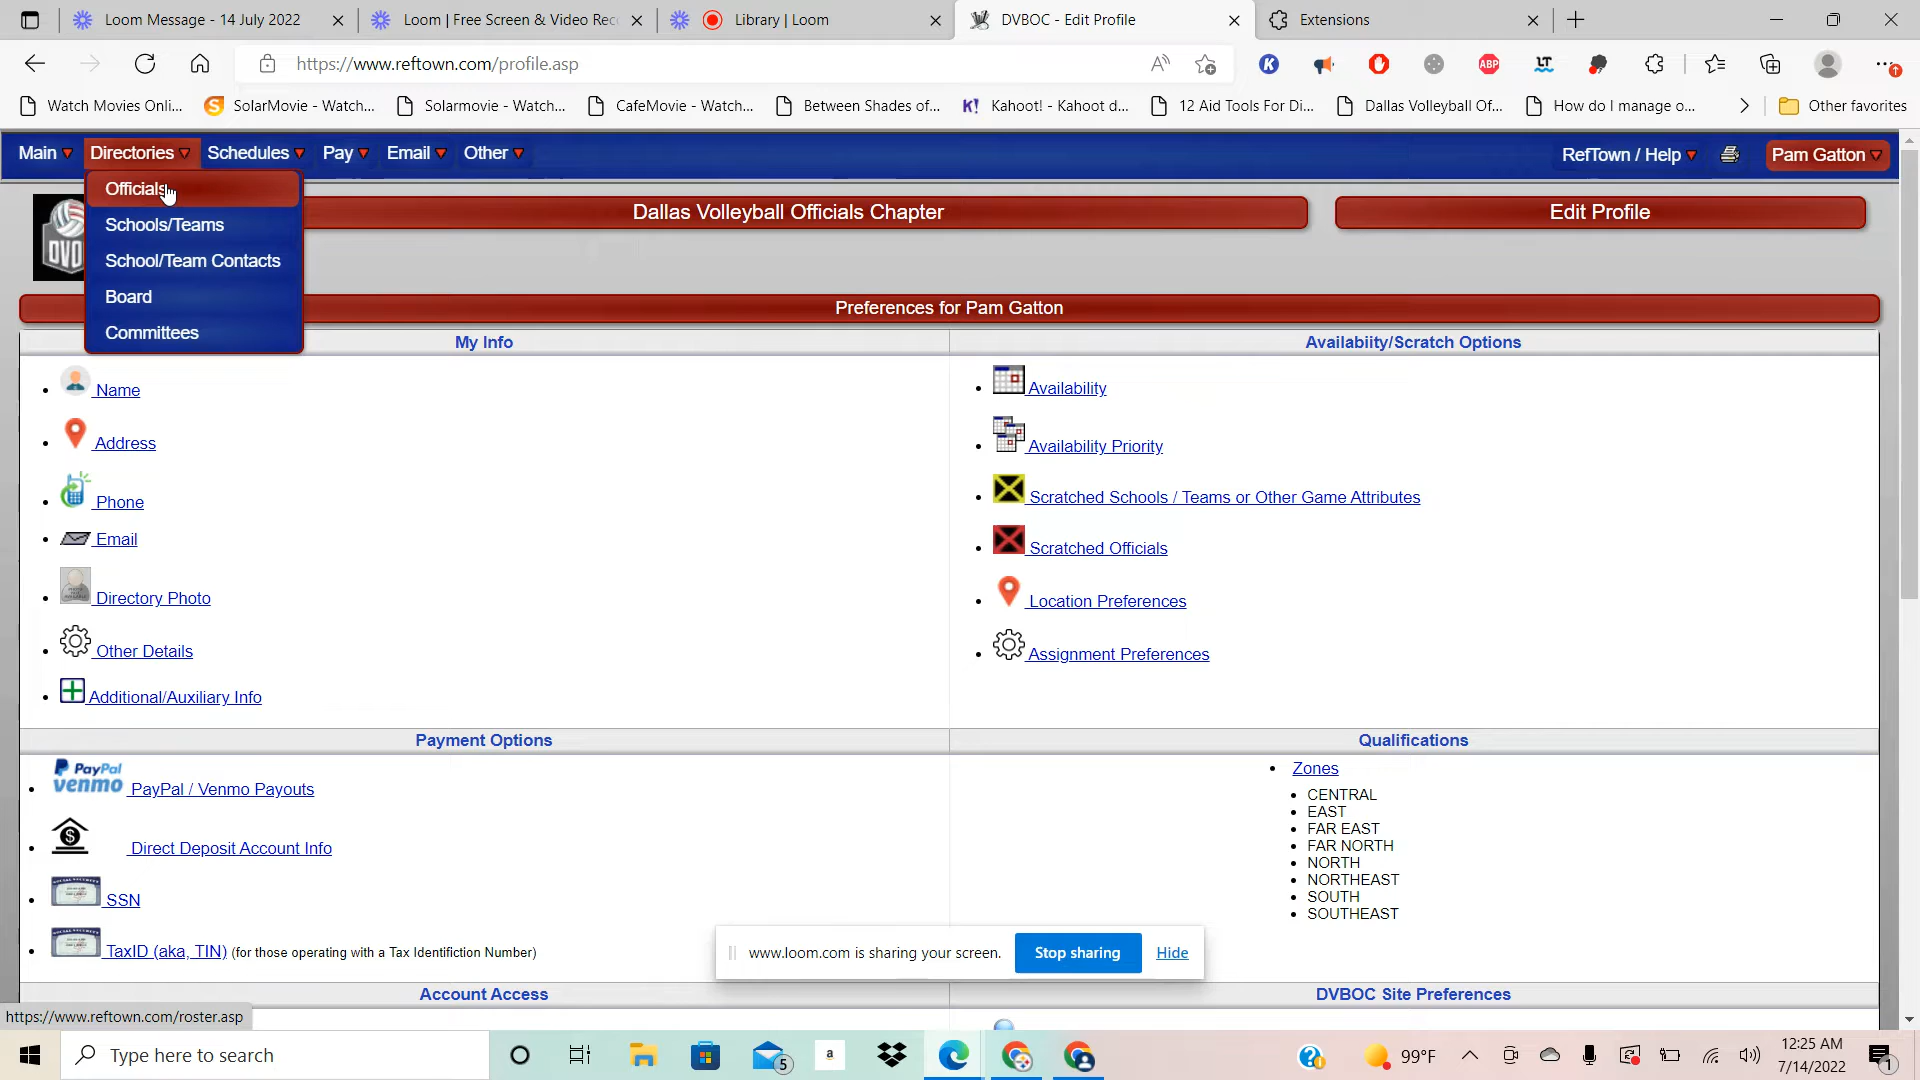 Loom Message - 14 July 2022
Loom | Free Screen & Video Rec
Library | Loom
DVBOC - Edit Profile
Extensions
https://www.reftown.com/profile.asp
ABP
LT
Watch Movies Onli...
SolarMovie - Watch...
Solarmovie - Watch...
CafeMovie - Watch...
Between Shades of...
K! Kahoot! - Kahoot d...
12 Aid Tools For Di...
Dallas Volleyball Of...
How do I manage o...
Other favorites
Main
Directories
Schedules
Pay
Email
Other
RefTown / Help
Pam Gatton
Officials
Schools/Teams
School/Team Contacts
Board
Committees
Dallas Volleyball Officials Chapter
Edit Profile
Preferences for Pam Gatton
My Info
Availabiity/Scratch Options
Name
Address
Phone
Email
Directory Photo
Other Details
Additional/Auxiliary Info
Availability
Availability Priority
Scratched Schools / Teams or Other Game Attributes
Scratched Officials
Location Preferences
Assignment Preferences
Payment Options
Qualifications
PayPal
venmo
PayPal / Venmo Payouts
Direct Deposit Account Info
SSN
TaxID (aka, TIN) (for those operating with a Tax Identifiction Number)
Zones
CENTRAL
EAST
FAR EAST
FAR NORTH
NORTH
NORTHEAST
SOUTH
SOUTHEAST
www.loom.com is sharing your screen.
Stop sharing
Hide
Account Access
DVBOC Site Preferences
https://www.reftown.com/roster.asp
Type here to search
5
a
99°F
12:25 AM
7/14/2022
1